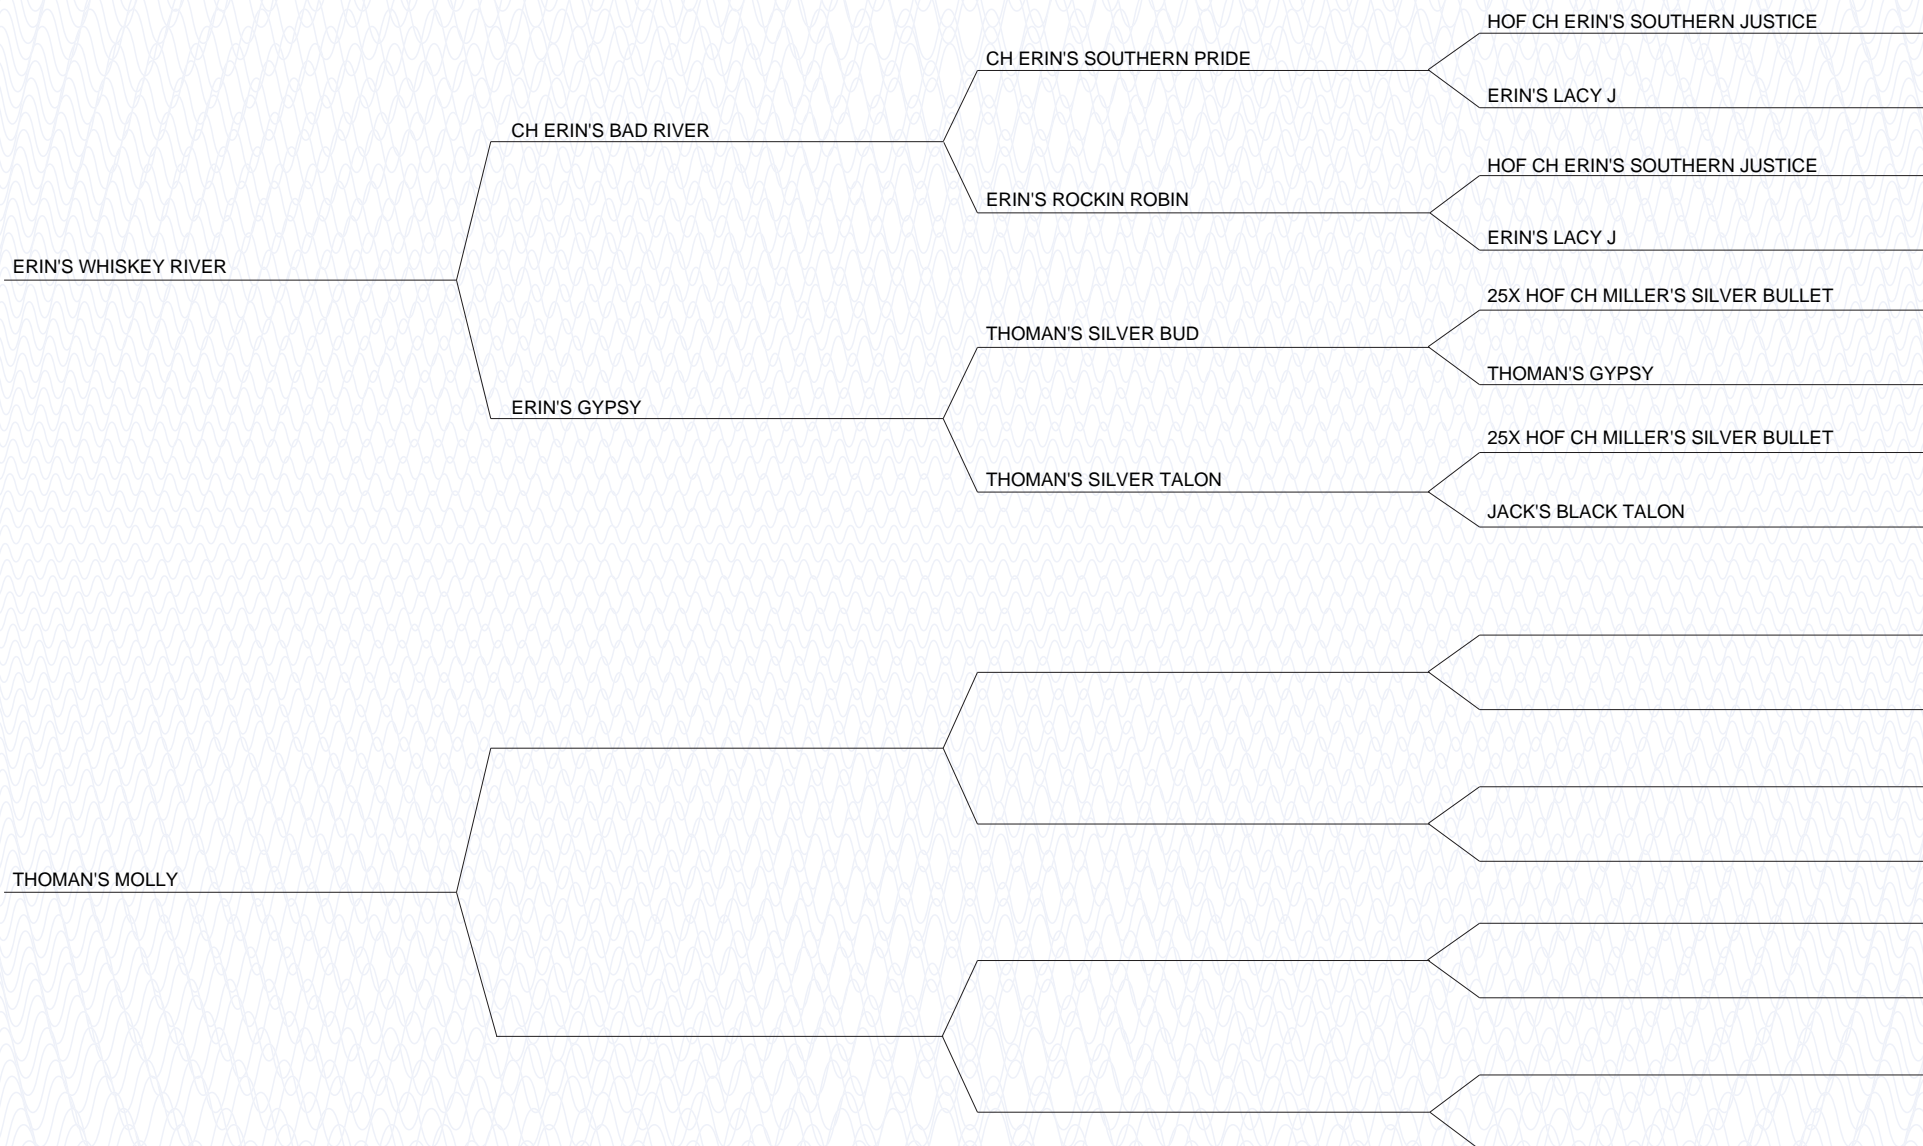 HOF CH ERIN'S SOUTHERN JUSTICE
CH ERIN'S SOUTHERN PRIDE
ERIN'S LACY J
CH ERIN'S BAD RIVER
HOF CH ERIN'S SOUTHERN JUSTICE
ERIN'S ROCKIN ROBIN
ERIN'S LACY J
ERIN'S WHISKEY RIVER
25X HOF CH MILLER'S SILVER BULLET
THOMAN'S SILVER BUD
THOMAN'S GYPSY
ERIN'S GYPSY
25X HOF CH MILLER'S SILVER BULLET
THOMAN'S SILVER TALON
JACK'S BLACK TALON
THOMAN'S MOLLY